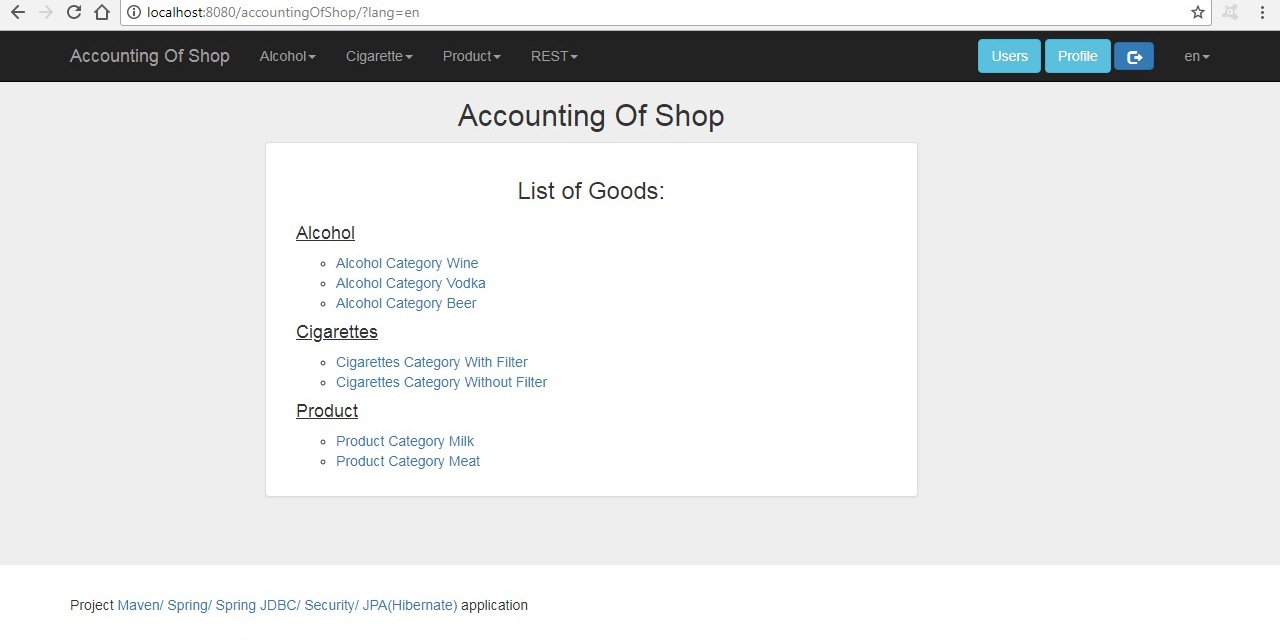 localhost:8080/accountingOfShop/?lang=en
Accounting Of Shop Alcohol Cigarette Product REST Users Profile en
Accounting Of Shop
List of Goods:
Alcohol
Alcohol Category Wine
Alcohol Category Vodka
Alcohol Category Beer
Cigarettes
Cigarettes Category With Filter
Cigarettes Category Without Filter
Product
Product Category Milk
Product Category Meat
Project Maven/ Spring/ Spring JDBC/ Security/ JPA(Hibernate) application